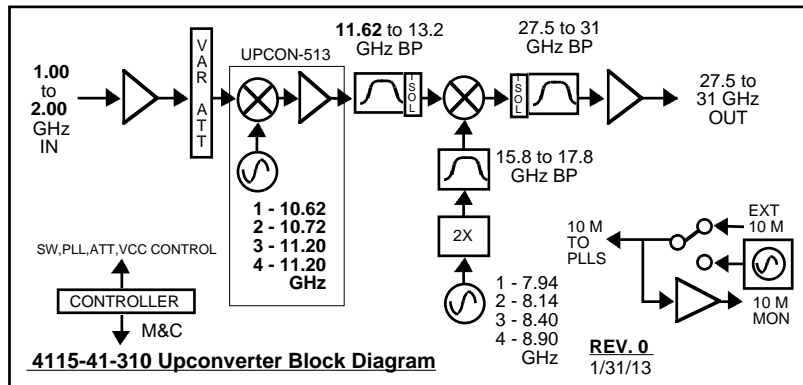 11.62 to 13.2
GHz BP
27.5 to 31
GHz BP
UPCON-513
VAR ATT
1.00
to
2.00
GHz
IN
ISOL
ISOL
27.5 to
31 GHz
OUT
15.8 to 17.8
GHz BP
1 - 10.62
2 - 10.72
3 - 11.20
4 - 11.20
GHz
2X
10 M
TO
PLLS
EXT
10 M
SW,PLL,ATT,VCC CONTROL
CONTROLLER
M&C
1 - 7.94
2 - 8.14
3 - 8.40
4 - 8.90
GHz
10 M
MON
4115-41-310 Upconverter Block Diagram
REV. 0
1/31/13